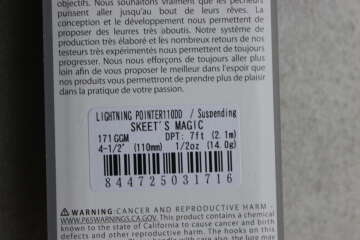 objectifs. Nous souhaitons vraiment que les pêcheurs
puissent aller jusqu'au bout de leurs rêves. La
conception et le développement nous permettent de
proposer des leurres très aboutis. Notre système de
production très élaboré et les nombreux retours de nos
testeurs très expérimentés nous permettent de toujours
progresser. Nous nous efforçons de toujours aller plus
loin afin de vous proposer le meilleur dans l'espoir que
nos produits vous permettront de prendre plus de plaisir
dans la pratique de votre passion.
LIGHTNING POINTER110DD / Suspending
SKEET'S MAGIC
171GGM DPT: 7ft (2.1m)
4-1/2' (110mm) 1/2oz (14.0g)
844725031716
WARNING: CANCER AND REPRODUCTIVE HARM -
WWW.P65WARNINGS.CA.GOV. This product contains a chemical
known to the state of California to cause cancer and birth
defects and other reproductive harm. The hooks on this